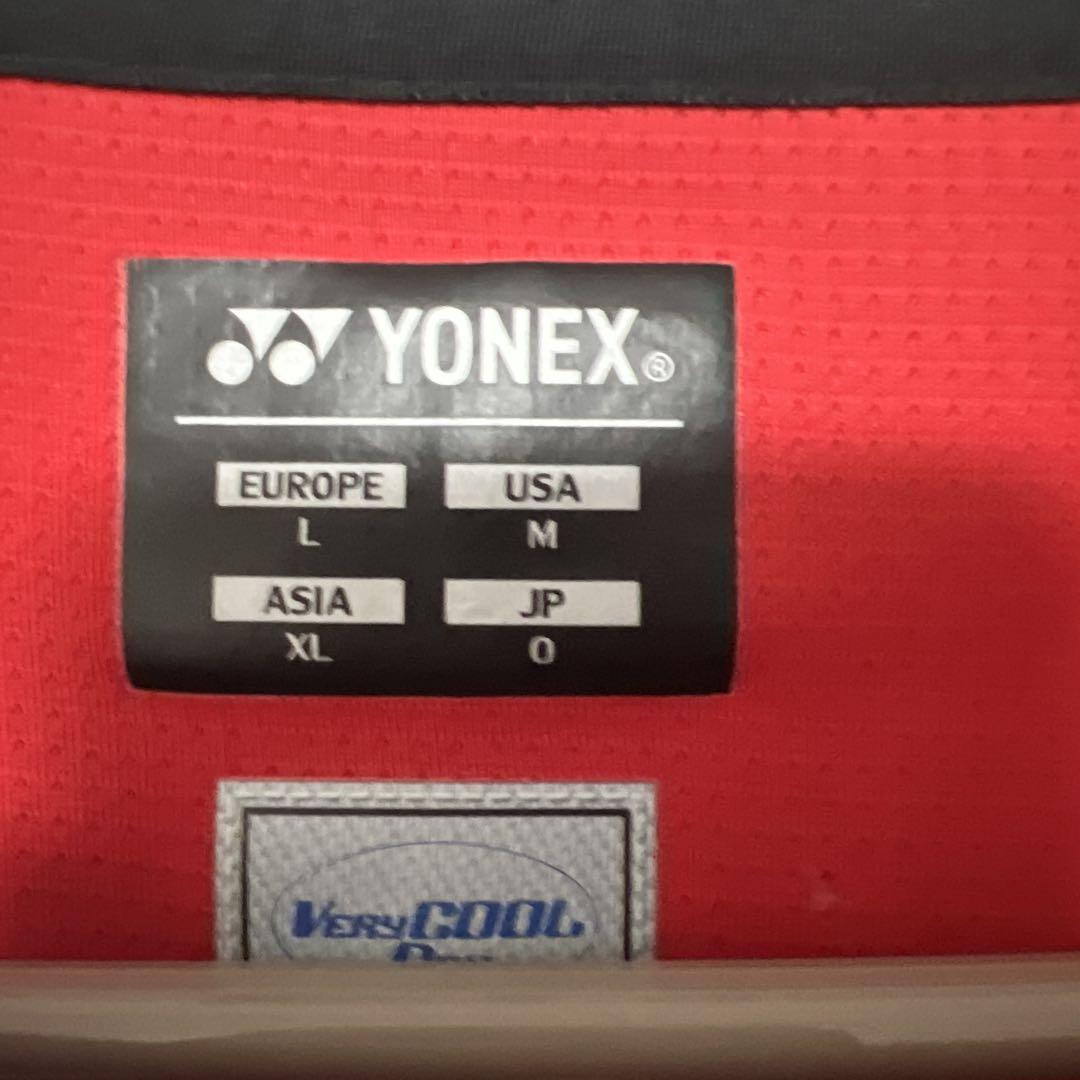 YONEX®
EUROPE USA
L M
ASIA JP
XL O
VERY COOL